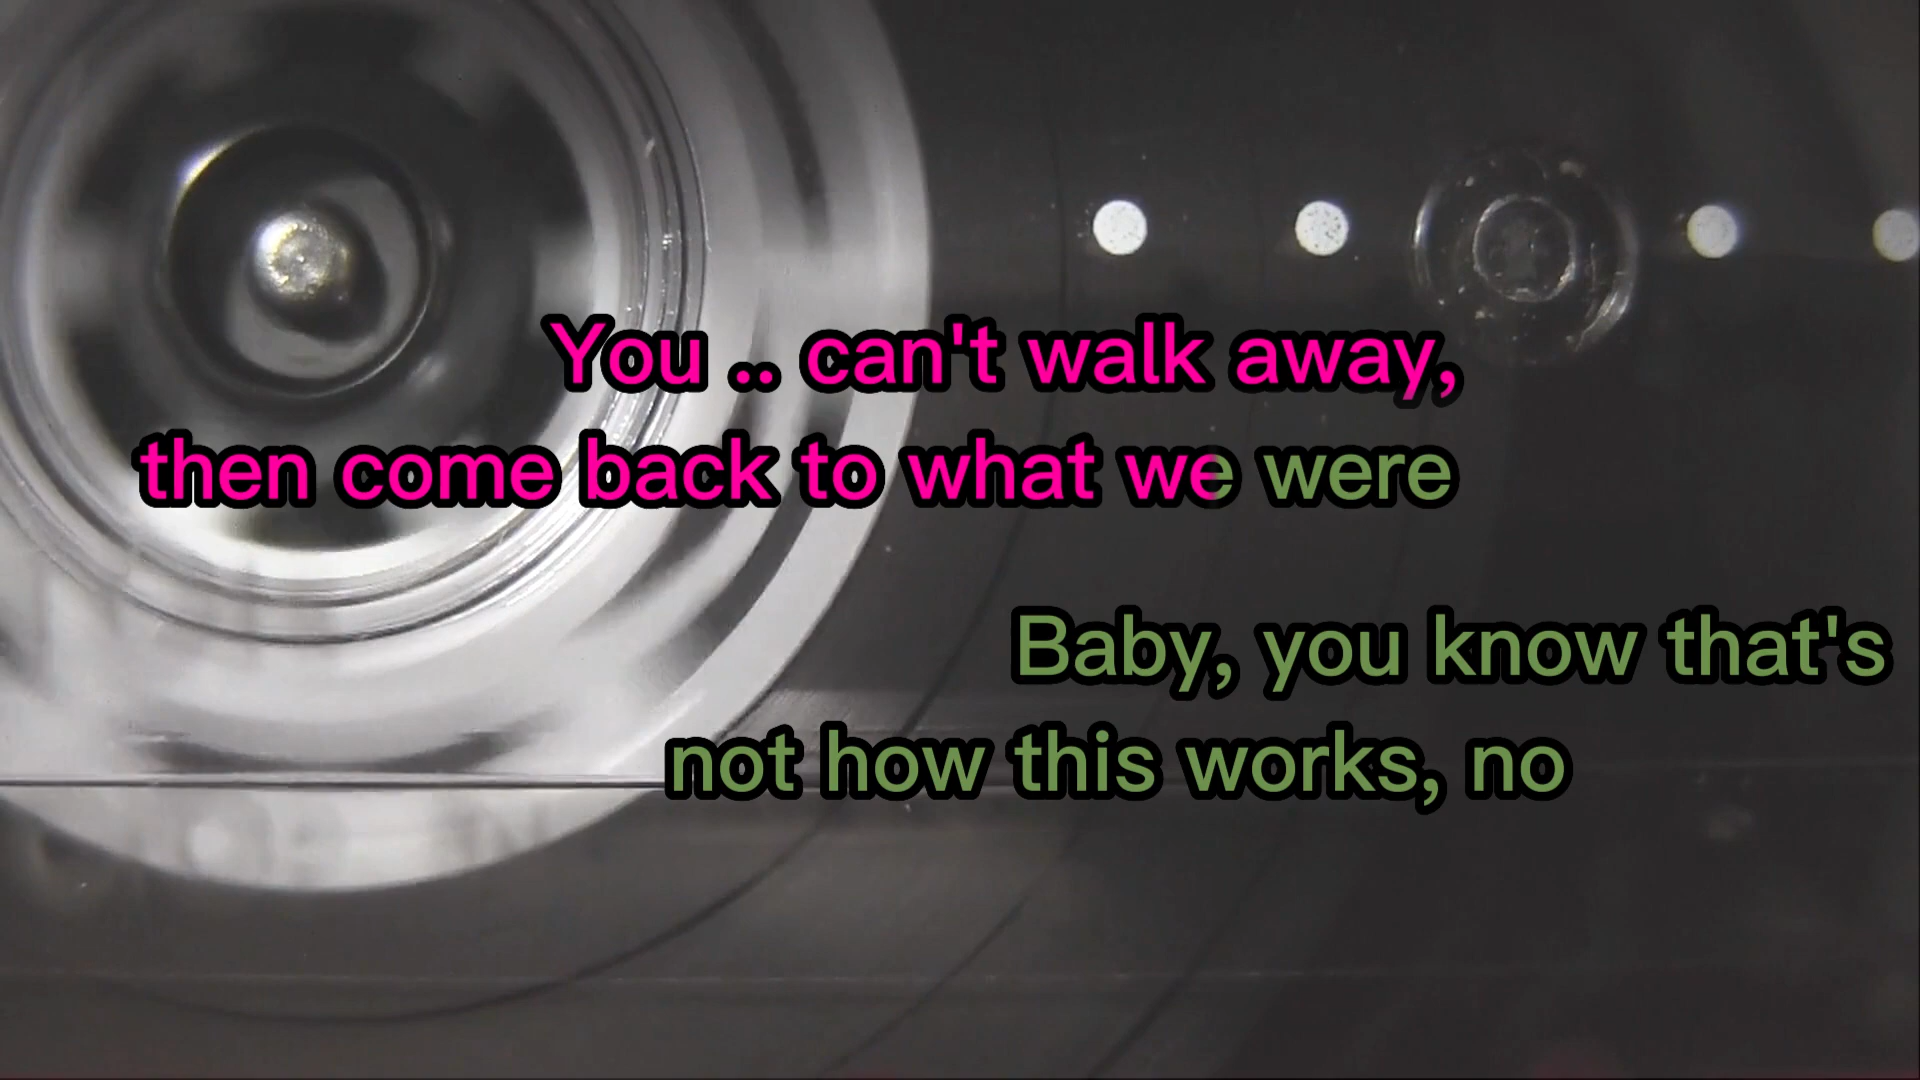 You .. can't walk away,
then come back to what we were
Baby, you know that's
not how this works, no